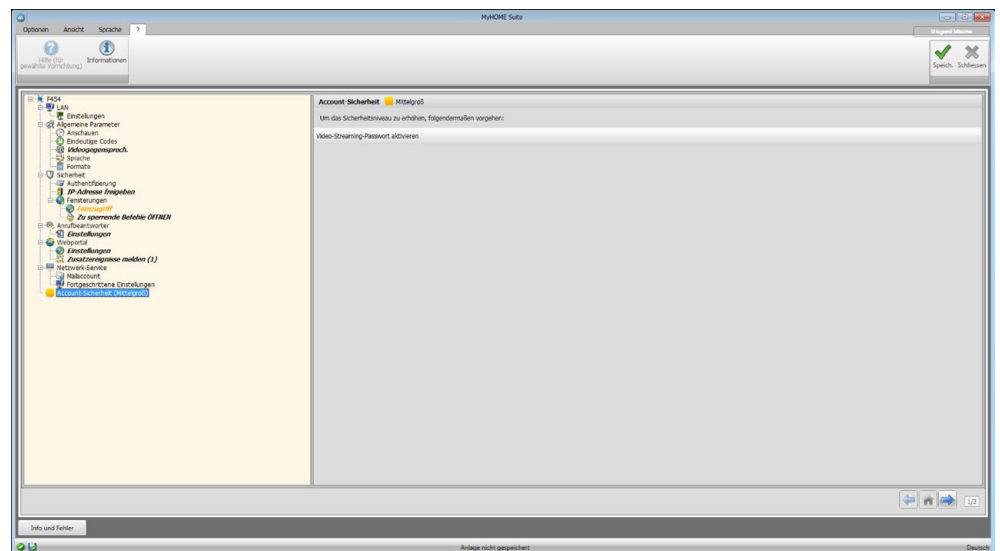 MyHOME Suite
Optionen Ansicht Sprache ?
Hilfe (für gewählte Vorrichtung)
Informationen
Speich. Schliessen
F454
LAN
Einstellungen
Allgemeine Parameter
Anschauen
Eindeutige Codes
Videogegensprech.
Sprache
Formate
Sicherheit
Authentifizierung
IP-Adresse freigeben
Fensterungen
Fernzugriff
Zu sperrende Befehle ÖFFNEN
Anrufbeantworter
Einstellungen
Webportal
Einstellungen
Zusatzereignisse melden (1)
Netzwerk-Service
Mailaccount
Fortgeschrittene Einstellungen
Account-Sicherheit (Mittelgroß)
Account-Sicherheit Mittelgroß
Um das Sicherheitsniveau zu erhöhen, folgendermaßen vorgehen:
Video-Streaming-Passwort aktivieren
1/2
Info und Fehler
Anlage nicht gespeichert
Deutsch